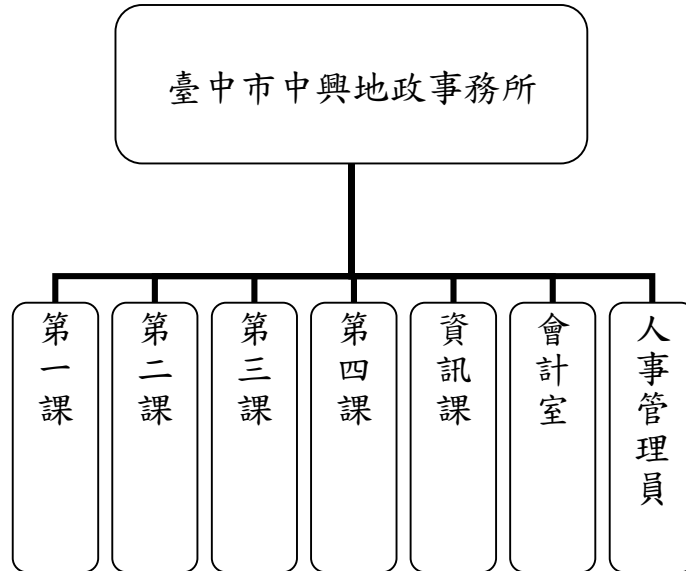 臺中市中興地政事務所
第一課
第二課
第三課
第四課
資訊課
會計室
人事管理員